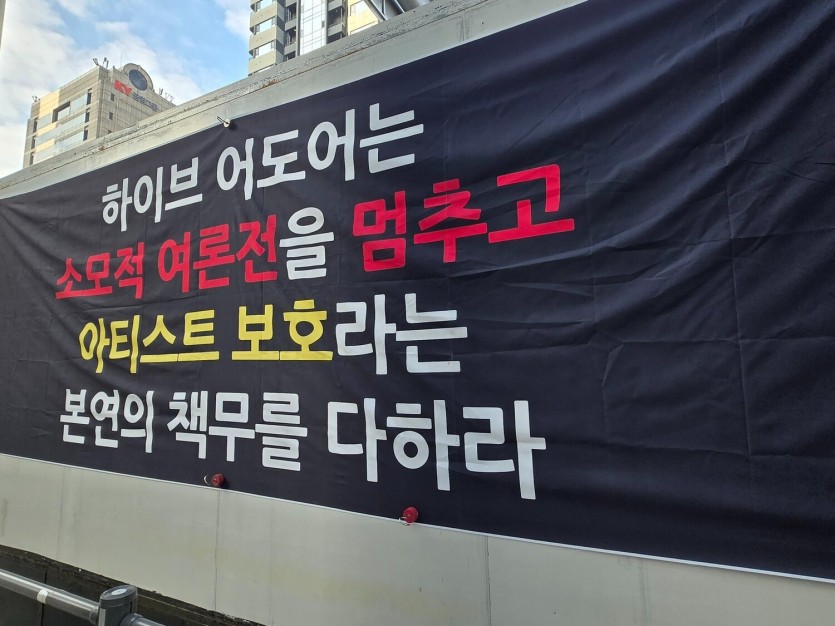 KY
하이브 어도어는
소모적 여론전을 멈추고
아티스트 보호라는
본연의 책무를 다하라